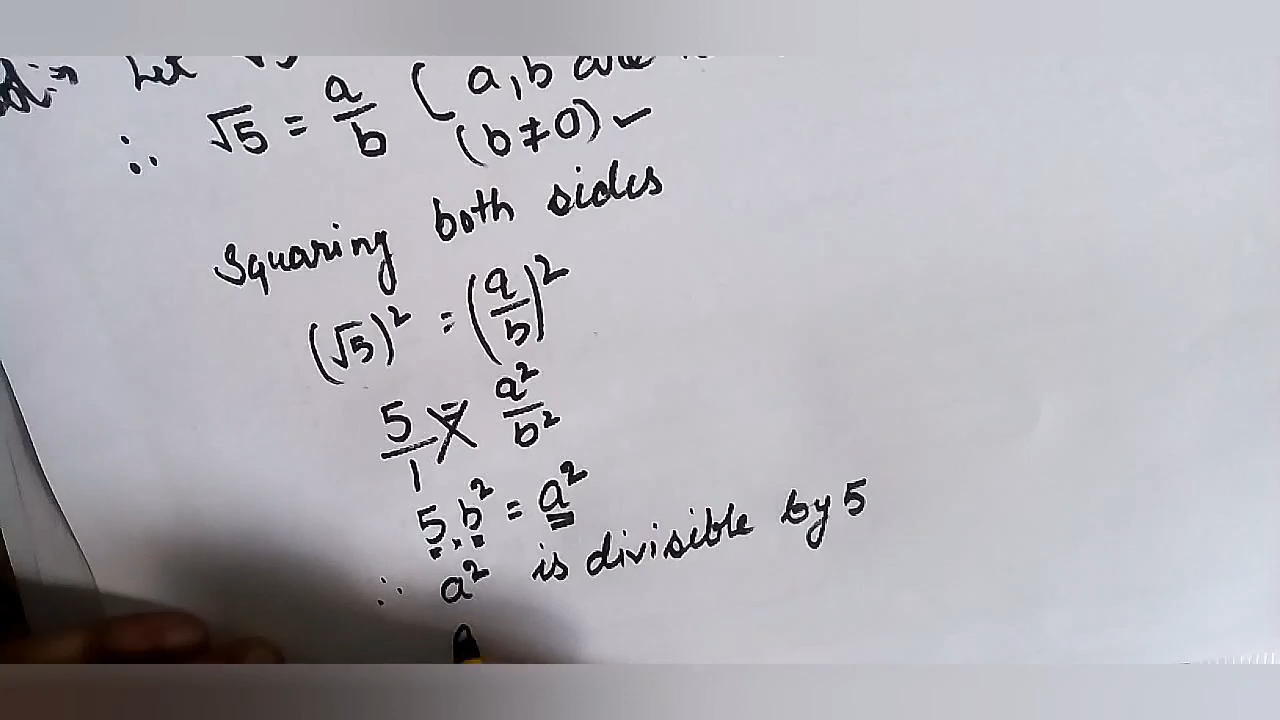 Let √5
∴ √5 = a/b ( a, b are
(b ≠ 0) ✓
Squaring both sides
(√5)² = (a/b)²
5/1 = a²/b²
5.b² = a²
∴ a² is divisible by 5